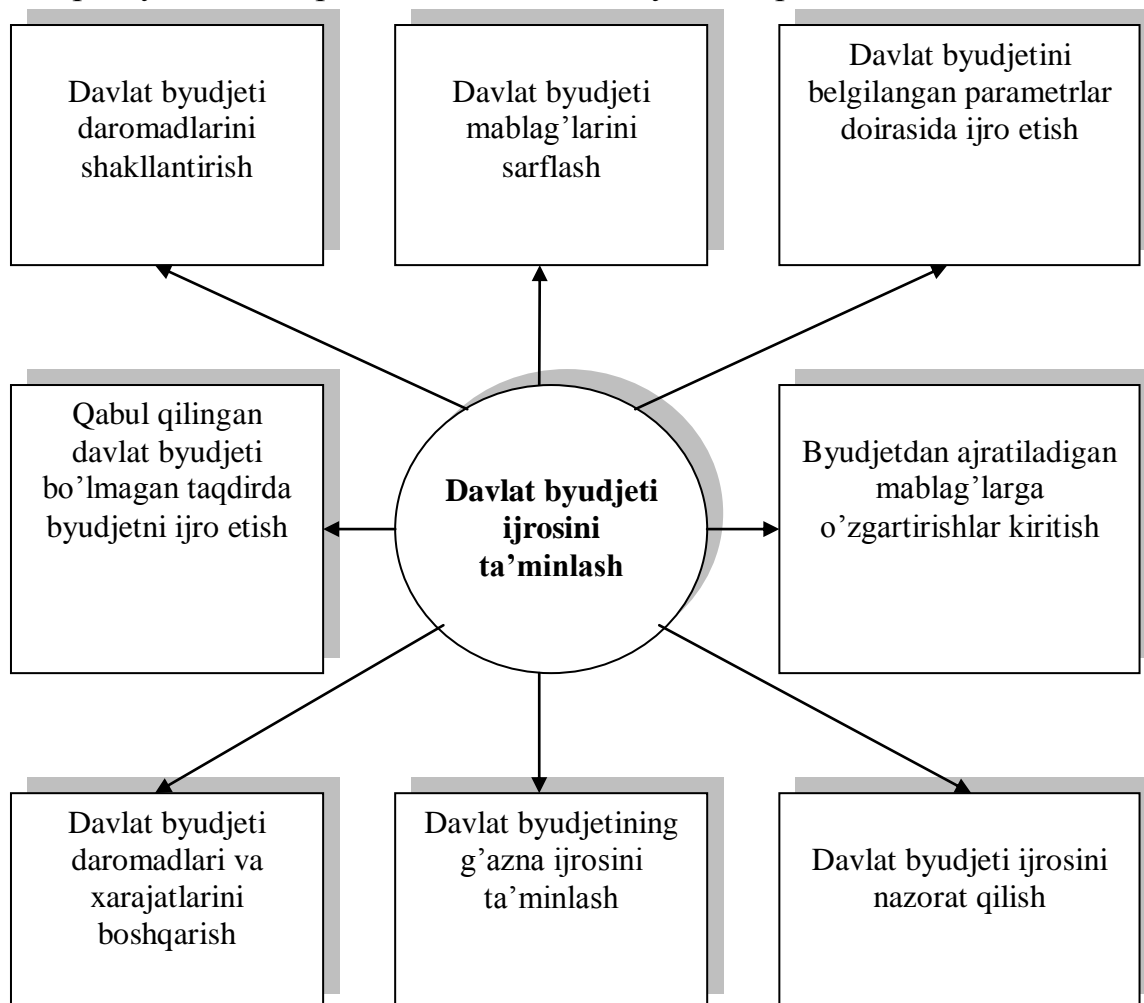 Davlat byudjeti
daromadlarini
shakllantirish
Davlat byudjeti
mablag’larini
sarflash
Davlat byudjetini
belgilangan parametrlar
doirasida ijro etish
Qabul qilingan
davlat byudjeti
bo’lmagan taqdirda
byudjetni ijro etish
Davlat byudjeti
ijrosini
ta’minlash
Byudjetdan ajratiladigan
mablag’larga
o’zgartirishlar kiritish
Davlat byudjeti
daromadlari va
xarajatlarini
boshqarish
Davlat byudjetining
g’azna ijrosini
ta’minlash
Davlat byudjeti ijrosini
nazorat qilish